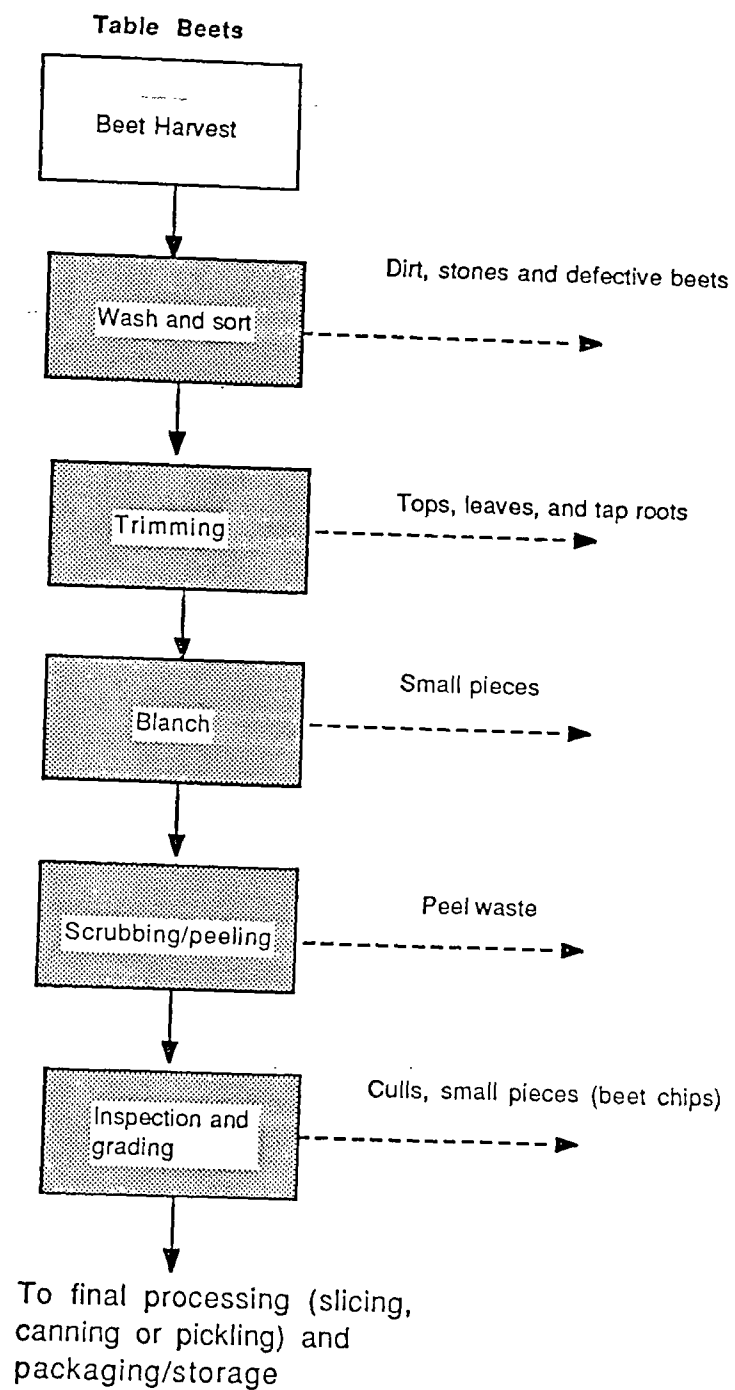 Table Beets
Beet Harvest
Dirt, stones and defective beets
Wash and sort
Tops, leaves, and tap roots
Trimming
Small pieces
Blanch
Peel waste
Scrubbing/peeling
Culls, small pieces (beet chips)
Inspection and
grading
To final processing (slicing,
canning or pickling) and
packaging/storage